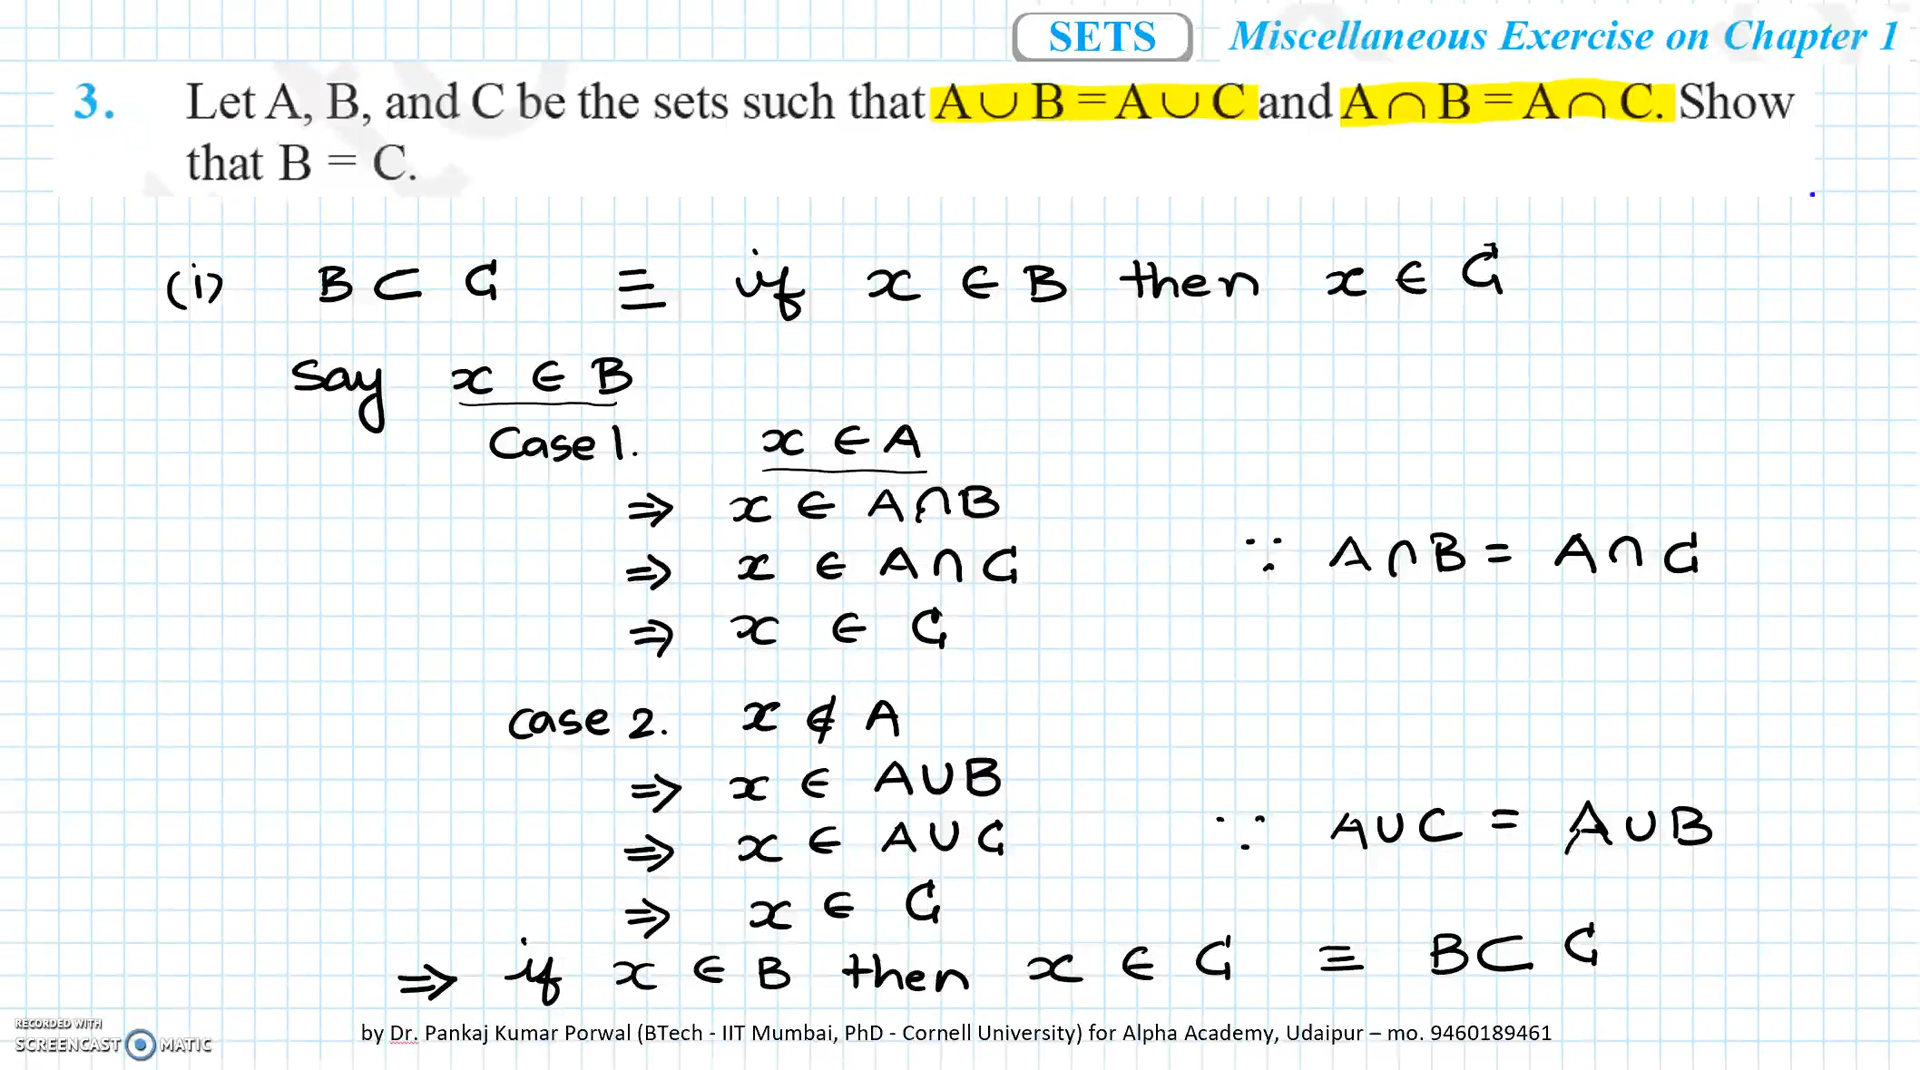 SETS Miscellaneous Exercise on Chapter 1
3. Let A, B, and C be the sets such that A ∪ B = A ∪ C and A ∩ B = A ∩ C. Show
that B = C.
(i) B ⊂ C ≡ if x ∈ B then x ∈ C
Say x ∈ B
Case 1. x ∈ A
⇒ x ∈ A∩B
⇒ x ∈ A∩C ∵ A∩B = A∩C
⇒ x ∈ C
case 2. x ∉ A
⇒ x ∈ A∪B
⇒ x ∈ A∪C ∵ A∪C = A∪B
⇒ x ∈ C
⇒ if x ∈ B then x ∈ C ≡ B⊂C
RECORDED WITH
SCREENCAST MATIC
by Dr. Pankaj Kumar Porwal (BTech - IIT Mumbai, PhD - Cornell University) for Alpha Academy, Udaipur – mo. 9460189461